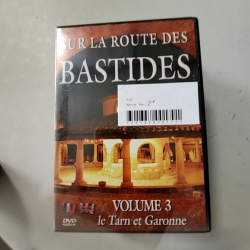 SUR LA ROUTE DES
BASTIDES
VOLUME 3
le Tarn et Garonne
DVD